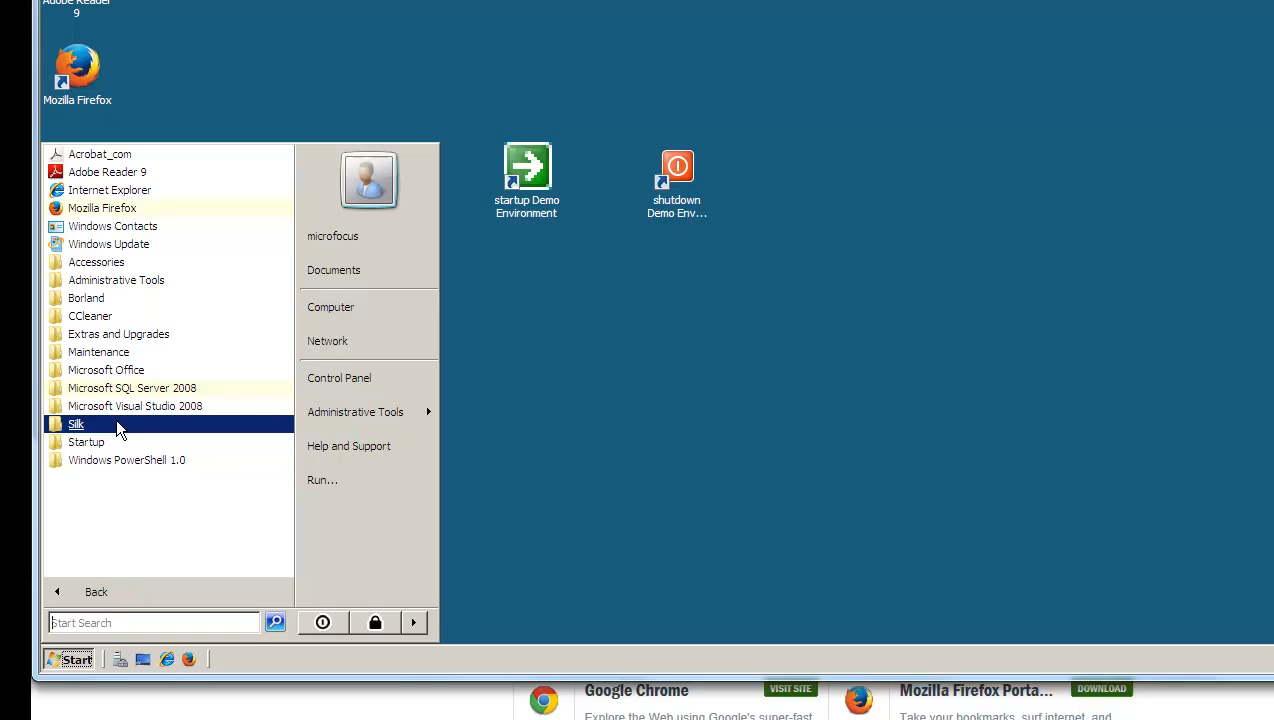 Adobe Reader
9
Mozilla Firefox
Acrobat_com
Adobe Reader 9
Internet Explorer
Mozilla Firefox
Windows Contacts
Windows Update
Accessories
Administrative Tools
Borland
CCleaner
Extras and Upgrades
Maintenance
Microsoft Office
Microsoft SQL Server 2008
Microsoft Visual Studio 2008
Silk
Startup
Windows PowerShell 1.0
Back
Start Search
microfocus
Documents
Computer
Network
Control Panel
Administrative Tools
Help and Support
Run...
startup Demo
Environment
shutdown
Demo Env...
Start
Google Chrome
VISIT SITE
Explore the Web using Google's super-fast
Mozilla Firefox Porta...
DOWNLOAD
Take your bookmarks, surf internet, and